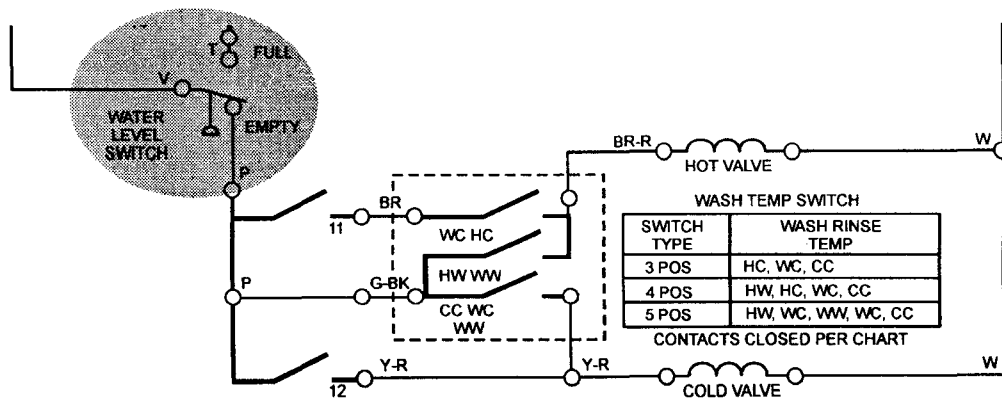 T
FULL
V
WATER
LEVEL
SWITCH
EMPTY
P
BR-R
HOT VALVE
W
BR
11
WC HC
WASH TEMP SWITCH
SWITCH TYPE
WASH RINSE TEMP
3 POS HC, WC, CC
4 POS HW, HC, WC, CC
5 POS HW, WC, WW, WC, CC
CONTACTS CLOSED PER CHART
HW WW
P
G-BK
CC WC
WW
12
Y-R
Y-R
COLD VALVE
W